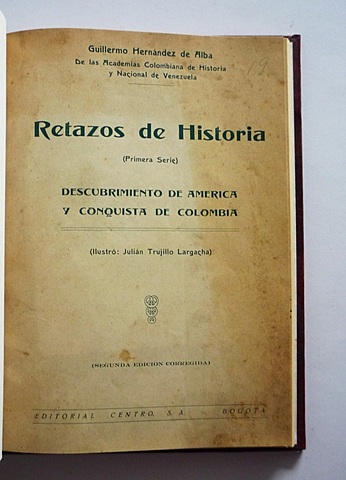 Guillermo Hernández de Alba
De las Academias Colombiana de Historia
y Nacional de Venezuela
Retazos de Historia
(Primera Serie)
DESCUBRIMIENTO DE AMERICA
Y CONQUISTA DE COLOMBIA
(Ilustró: Julián Trujillo Largacha)
(SEGUNDA EDICION CORREGIDA)
EDITORIAL CENTRO, S. A. BOGOTA